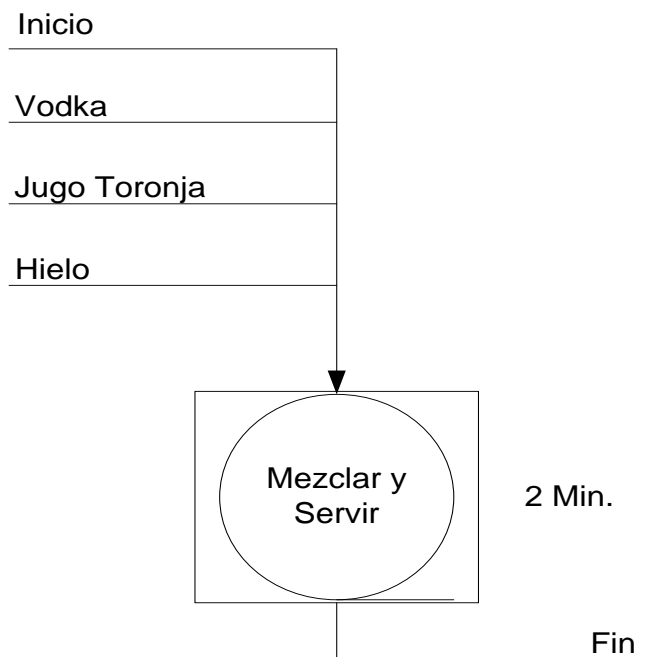 Inicio
Vodka
Jugo Toronja
Hielo
Mezclar y
Servir
2 Min.
Fin